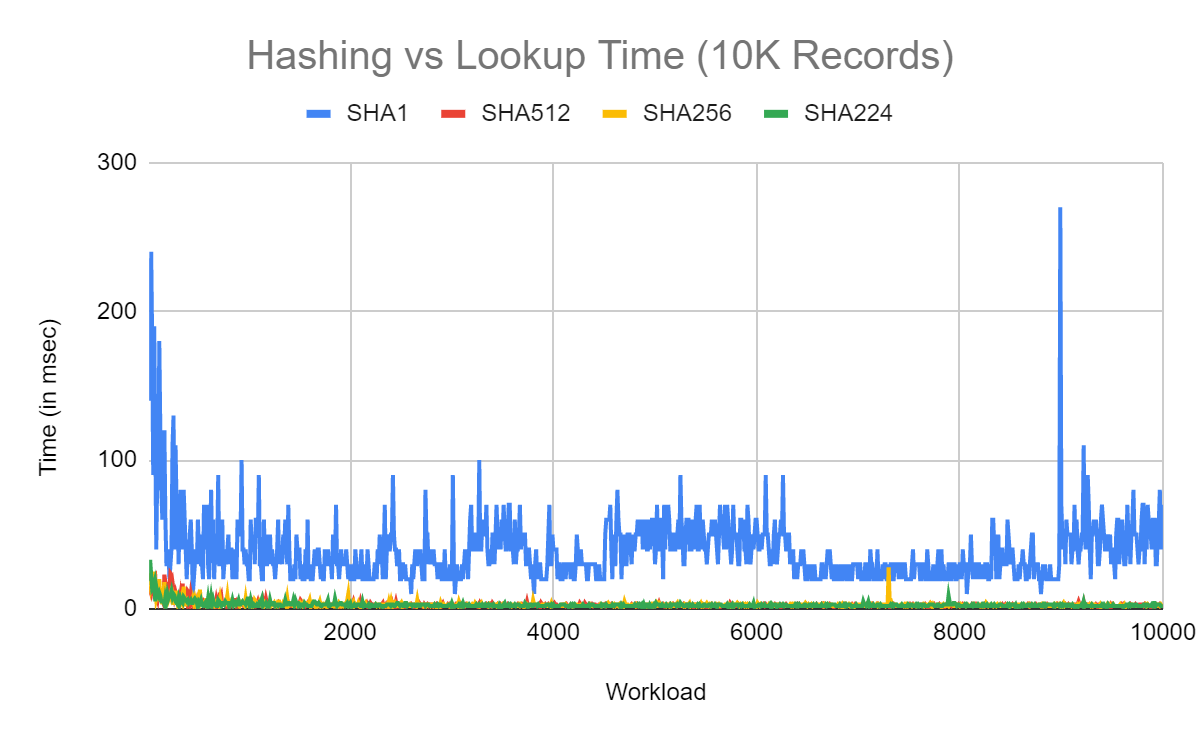 Hashing vs Lookup Time (10K Records)
SHA1 SHA512 SHA256 SHA224
300
200
100
0
Time (in msec)
2000 4000 6000 8000 10000
Workload